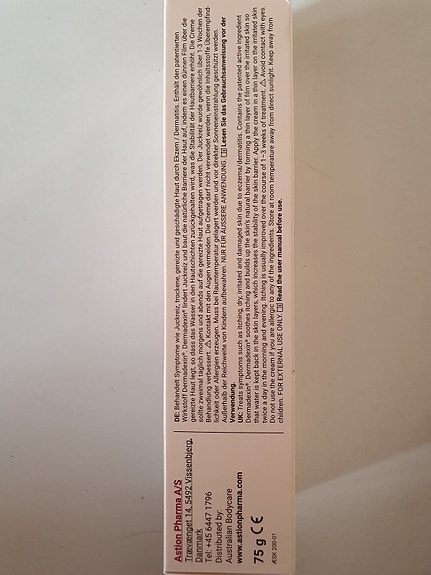 DE: Behandelt Symptome wie Juckreiz, trockene, gereizte und geschädigte Haut durch Ekzem / Dermatitis. Enthält den patentierten
Wirkstoff Dermadexin®. Dermadexin® lindert Juckreiz und baut die natürliche Barriere der Haut auf, indem es einen dünnen Film über die
gereizte Haut legt, so dass das Wasser in den Hautschichten zurückgehalten wird, was die Stabilität der Hautbarriere erhöht. Die Creme
sollte zweimal täglich morgens und abends auf die gereizte Haut aufgetragen werden. Der Juckreiz wurde gewöhnlich über 1-3 Wochen der
Behandlung verbessert. ⚠ Kontakt mit den Augen vermeiden. Die Creme darf nicht verwendet werden, wenn die Inhaltsstoffe Überempfind-
lichkeit oder Allergien erzeugen. Muss bei Raumtemperatur gelagert werden und vor direkter Sonneneinstrahlung geschützt werden.
Außerhalb der Reichweite von Kindern aufbewahren. NUR FÜR ÄUSSERE ANWENDUNG. Lesen Sie das Gebrauchsanweisung vor der
Verwendung.
UK: Treats symptoms such as itching, dry, irritated and damaged skin due to eczema/dermatitis. Contains the patented active ingredient
Dermadexin®. Dermadexin® soothes itching and builds up the skin's natural barrier by forming a thin layer of film over the irritated skin so
that water is kept back in the skin layers, which increases the stability of the skin barrier. Apply the cream in a thin layer on the irritated skin
twice a day in the morning and evening. Itching is usually improved over the course of 1-3 weeks of treatment. ⚠ Avoid contact with eyes.
Do not use the cream if you are allergic to any of the ingredients. Store at room temperature away from direct sunlight. Keep away from
children. FOR EXTERNAL USE ONLY. Read the user manual before use.
Astion Pharma A/S
Travænget 14, 5492 Vissenbjerg,
Danmark
Tel: +45 6447 1796
Distributed by:
Australian Bodycare
www.astionpharma.com
75 g CE
ÆSK 200-01